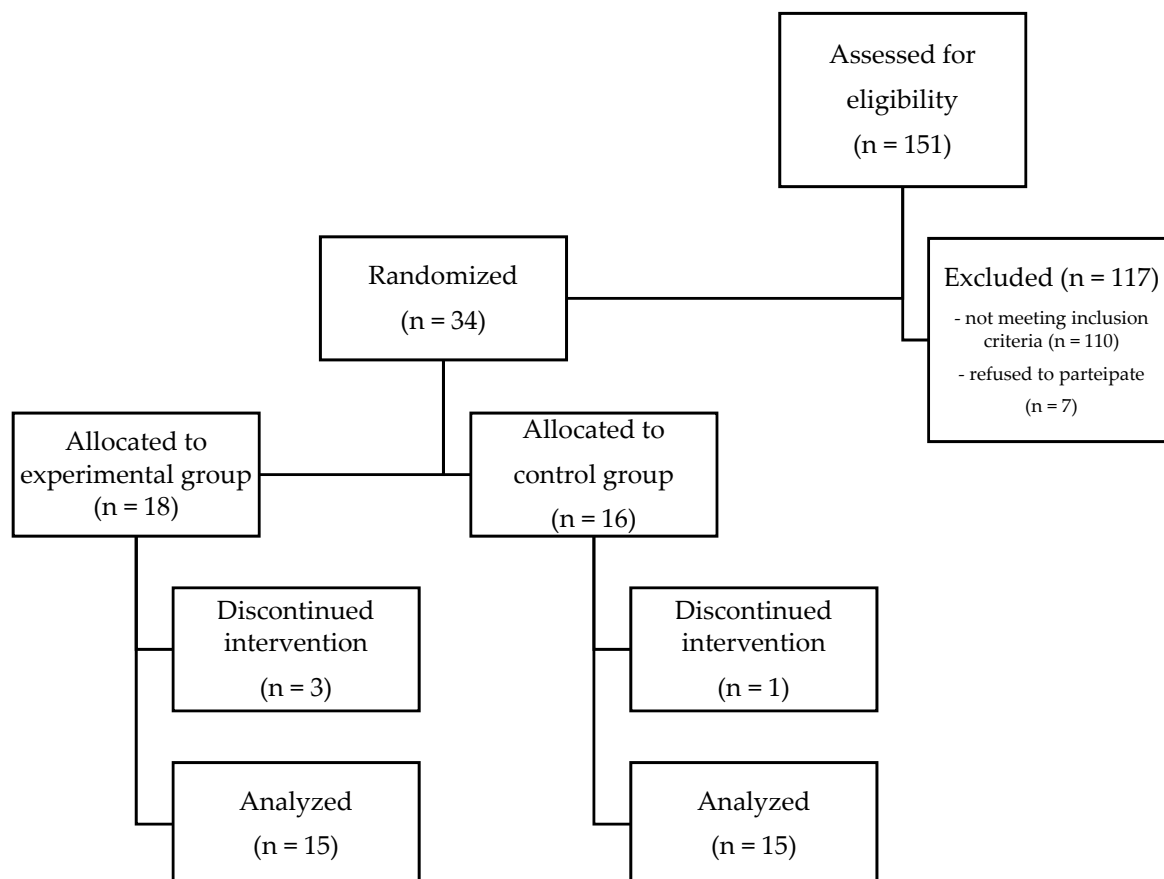 Assessed for
eligibility
(n = 151)
Randomized
(n = 34)
Excluded (n = 117)
- not meeting inclusion
criteria (n = 110)
- refused to parteipate
(n = 7)
Allocated to
experimental group
(n = 18)
Allocated to
control group
(n = 16)
Discontinued
intervention
(n = 3)
Discontinued
intervention
(n = 1)
Analyzed
(n = 15)
Analyzed
(n = 15)